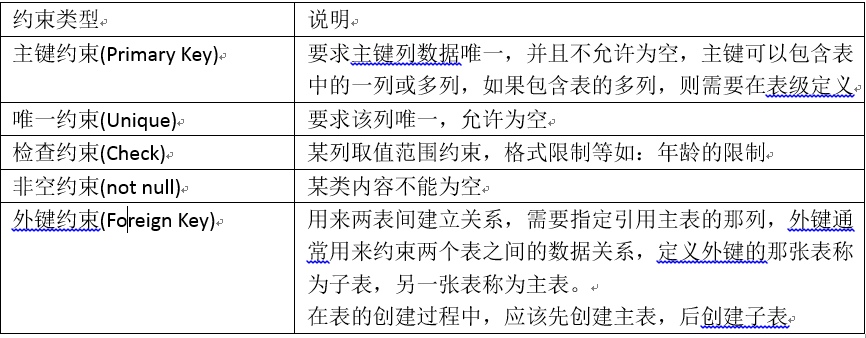 约束类型 说明
主键约束(Primary Key) 要求主键列数据唯一，并且不允许为空，主键可以包含表
中的一列或多列，如果包含表的多列，则需要在表级定义
唯一约束(Unique) 要求该列唯一，允许为空
检查约束(Check) 某列取值范围约束，格式限制等如：年龄的限制
非空约束(not null) 某类内容不能为空
外键约束(Foreign Key) 用来两表间建立关系，需要指定引用主表的那列，外键通
常用来约束两个表之间的数据关系，定义外键的那张表称
为子表，另一张表称为主表。
在表的创建过程中，应该先创建主表，后创建子表